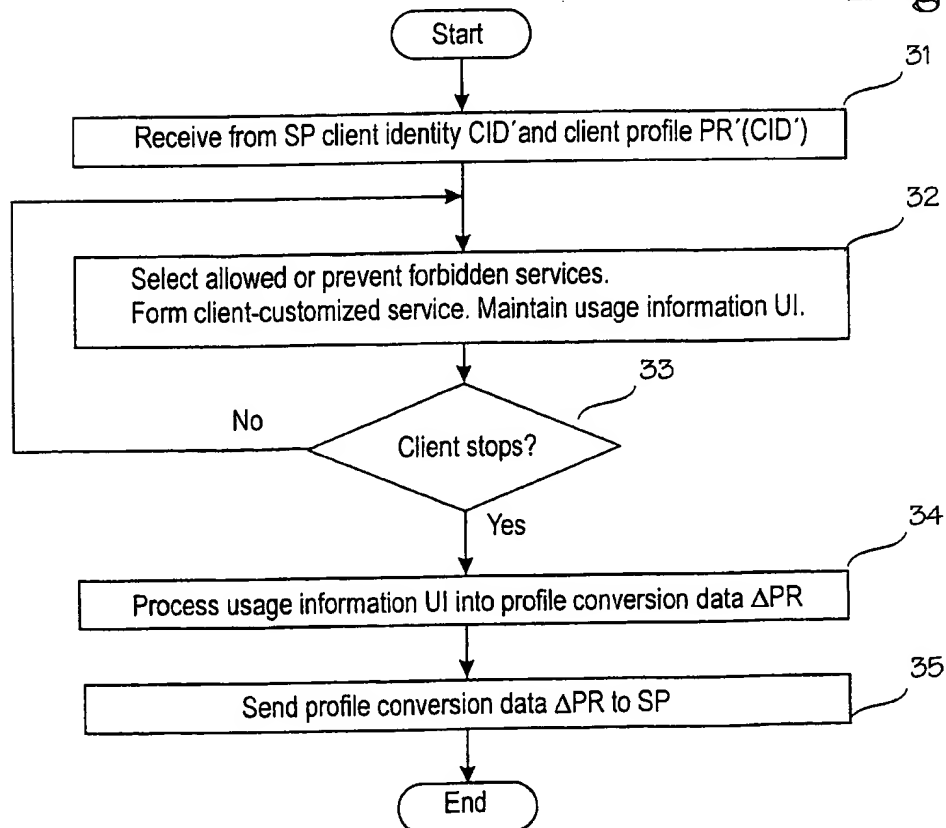 Start
31
Receive from SP client identity CID´and client profile PR´(CID´)
32
Select allowed or prevent forbidden services.
Form client-customized service. Maintain usage information UI.
33
No
Client stops?
Yes
34
Process usage information UI into profile conversion data ΔPR
35
Send profile conversion data ΔPR to SP
End